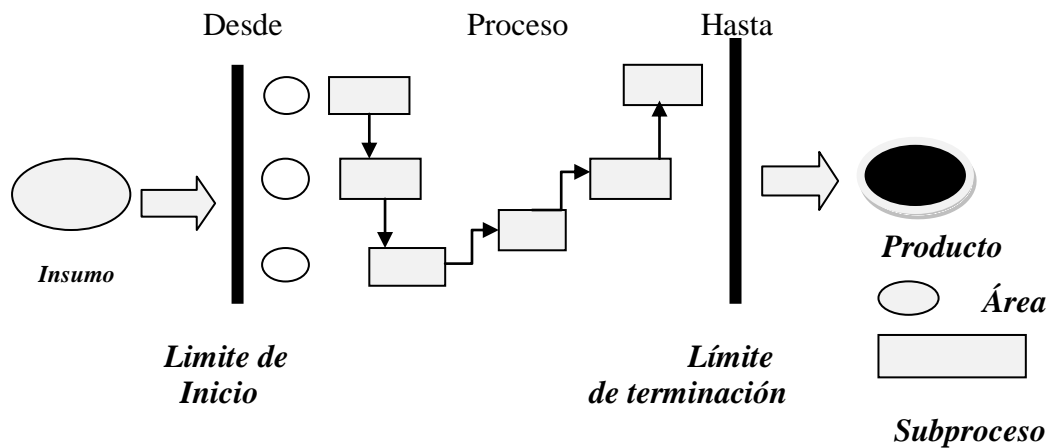 Desde Proceso Hasta
Insumo
Producto
Área
Limite de
Inicio
Límite
de terminación
Subproceso